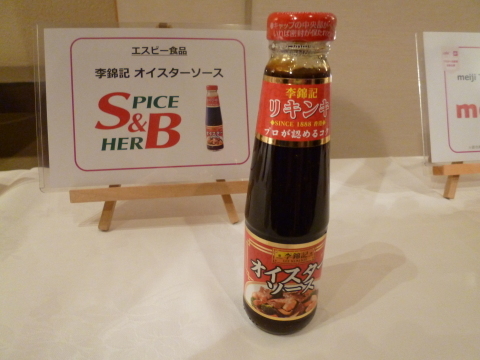 エスビー食品
李錦記 オイスターソース
SPICE
&
HERB
李錦記
リキンキ
SINCE 1888
プロが認めるコク
李錦記
オイスター
ソース
meiji